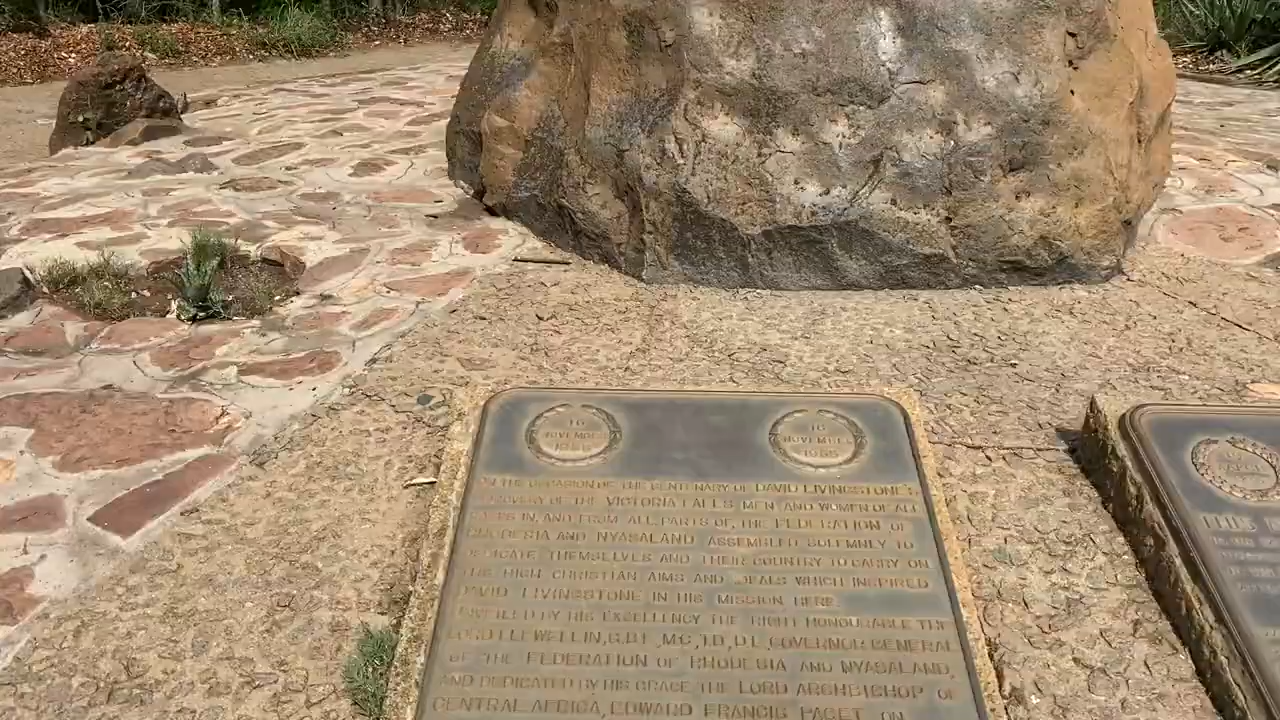 16
NOVEMBER
1855
16
NOVEMBER
1955
ON THE OCCASION OF THE CENTENARY OF DAVID LIVINGSTONE'S
DISCOVERY OF THE VICTORIA FALLS MEN AND WOMEN OF ALL
RACES IN, AND FROM ALL PARTS OF, THE FEDERATION OF
RHODESIA AND NYASALAND ASSEMBLED SOLEMNLY TO
DEDICATE THEMSELVES AND THEIR COUNTRY TO CARRY ON
THE HIGH CHRISTIAN AIMS AND IDEALS WHICH INSPIRED
DAVID LIVINGSTONE IN HIS MISSION HERE.
UNVEILED BY HIS EXCELLENCY THE RIGHT HONOURABLE THE
LORD LLEWELLIN, G.B.E., M.C., T.D., D.L., GOVERNOR GENERAL
OF THE FEDERATION OF RHODESIA AND NYASALAND,
AND DEDICATED BY HIS GRACE THE LORD ARCHBISHOP OF
CENTRAL AFRICA, EDWARD FRANCIS PAGET ON